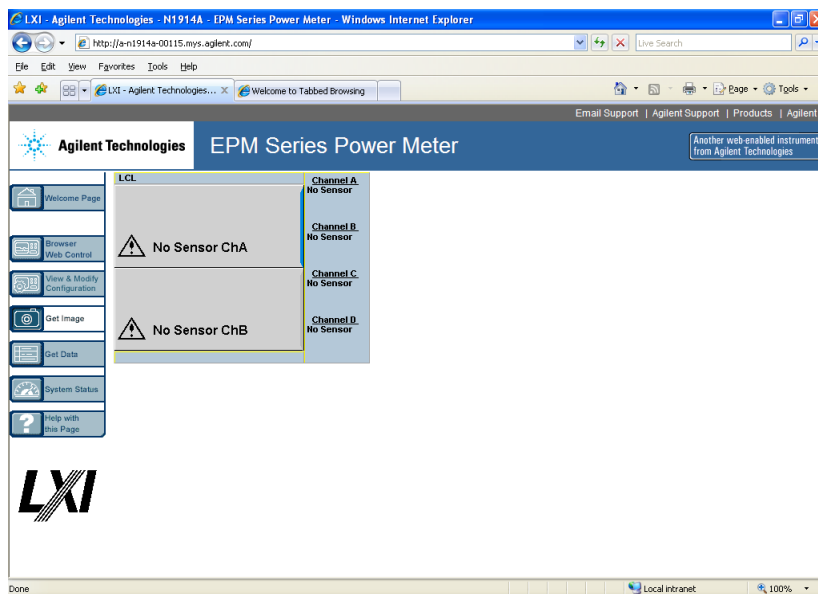 LXI - Agilent Technologies - N1914A - EPM Series Power Meter - Windows Internet Explorer
http://a-n1914a-00115.mys.agilent.com/
Live Search
File Edit View Favorites Tools Help
LXI - Agilent Technologies... X Welcome to Tabbed Browsing
Page Tools
Email Support | Agilent Support | Products | Agilent
Agilent Technologies
EPM Series Power Meter
Another web-enabled instrument
from Agilent Technologies
Welcome Page
Browser
Web Control
View & Modify
Configuration
Get Image
Get Data
System Status
Help with
this Page
LCL
No Sensor ChA
No Sensor ChB
Channel A
No Sensor
Channel B
No Sensor
Channel C
No Sensor
Channel D
No Sensor
LXI
Done
Local intranet
100%